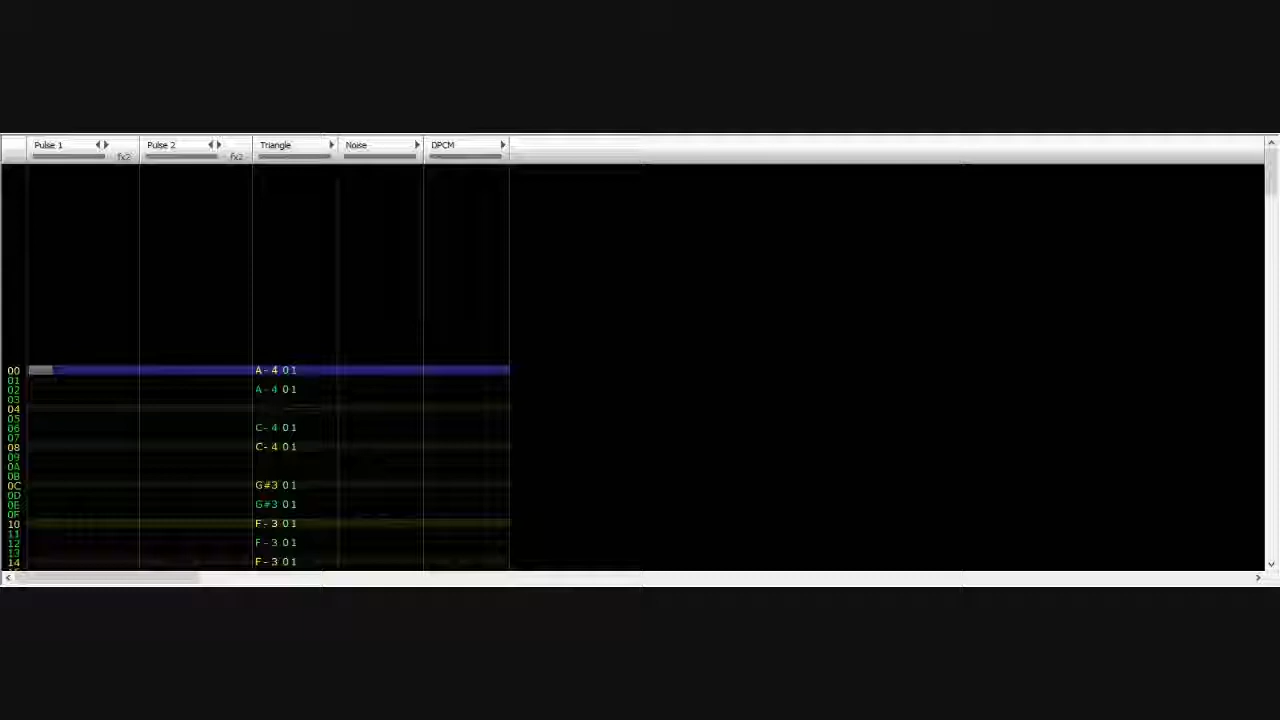 Pulse 1 Pulse 2 Triangle Noise DPCM
fx2 fx2
00 A-4 01
01
02 A-4 01
03
04
05
06 C-4 01
07
08 C-4 01
09
0A
0B
0C G#3 01
0D
0E G#3 01
0F
10 F-3 01
11
12 F-3 01
13
14 F-3 01